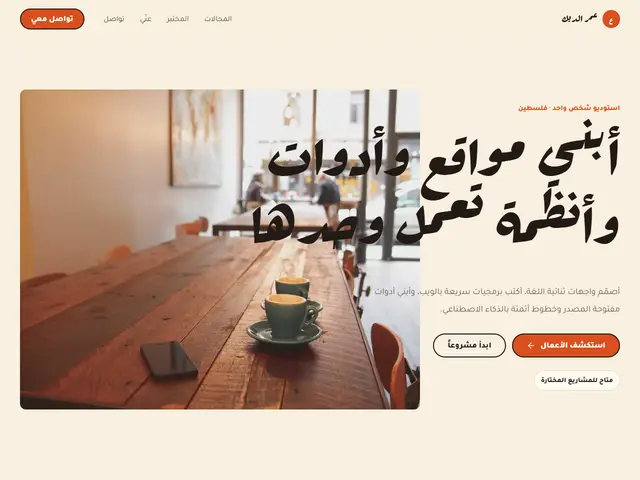 ع
عمر الديك
المجالات
المختبر
عنّي
تواصل
تواصل معي
استوديو شخص واحد · فلسطين
أبني مواقع وأدوات
وأنظمة تعمل وحدها
أصمّم واجهات ثنائية اللغة، أكتب برمجيات سريعة بالويب، وأبني أدوات
مفتوحة المصدر وخطوط أتمتة بالذكاء الاصطناعي.
استكشف الأعمال ←
ابدأ مشروعاً
متاح للمشاريع المختارة